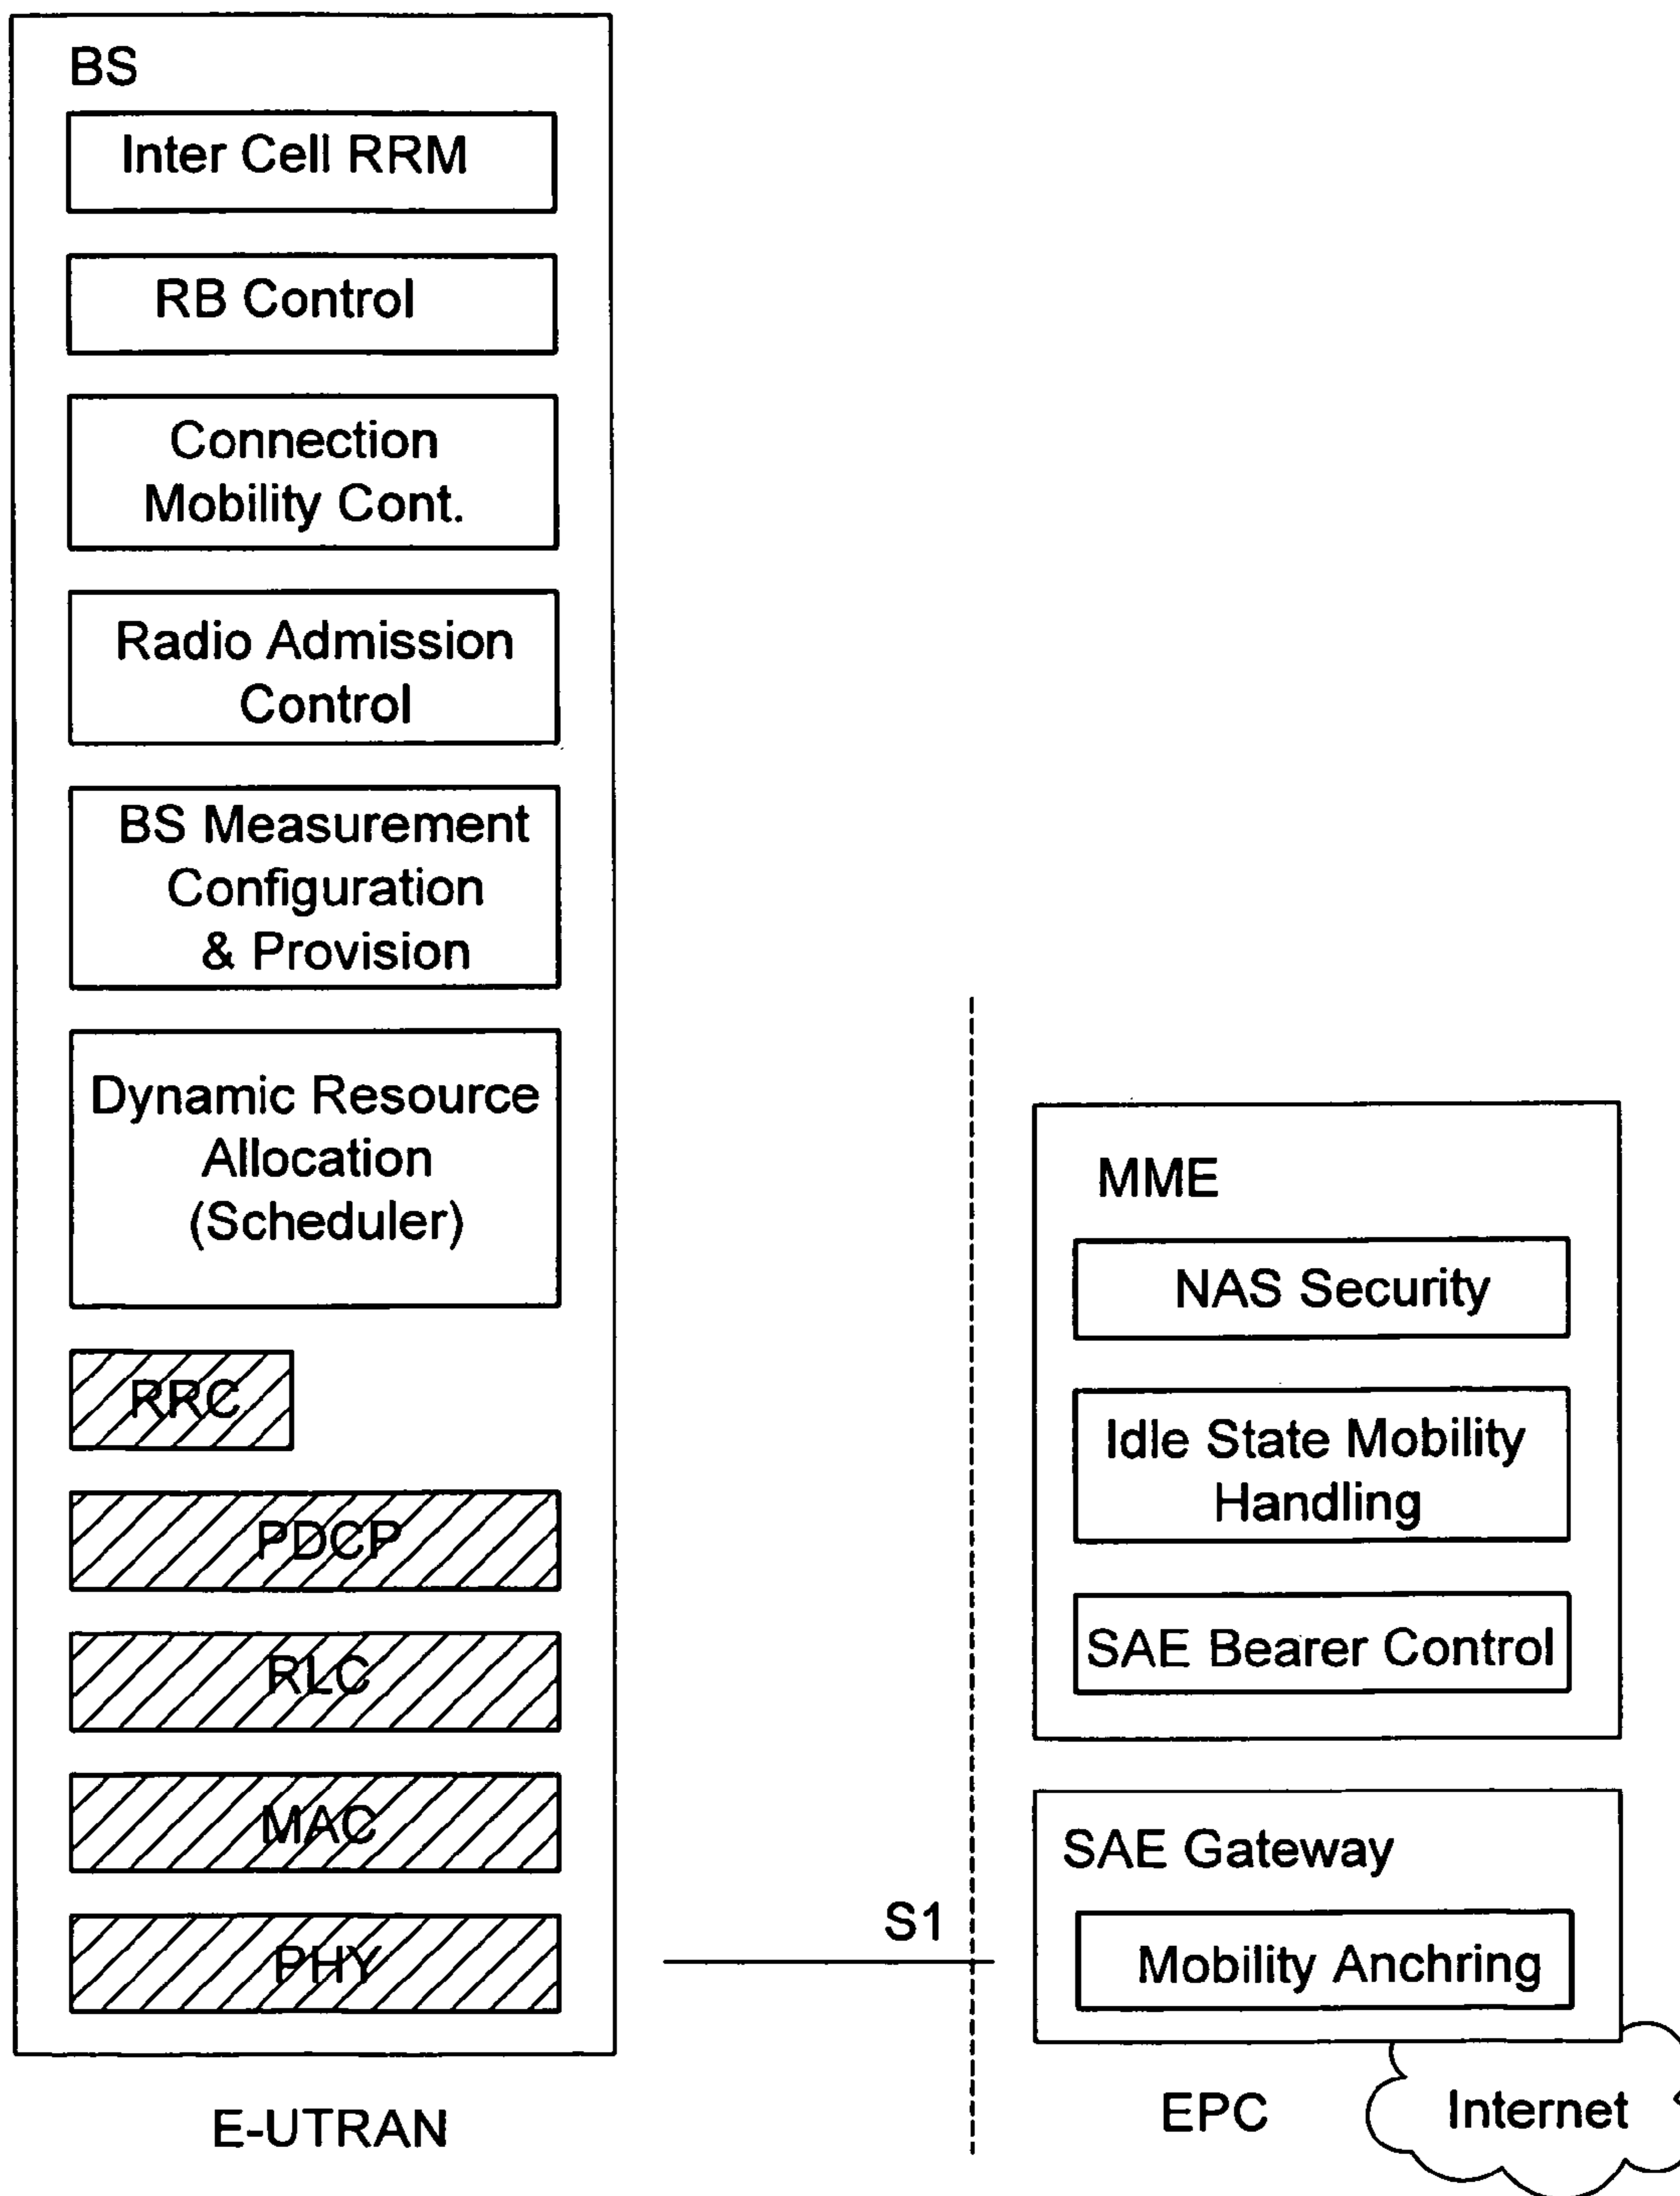 BS
Inter Cell RRM
RB Control
Connection
Mobility Cont.
Radio Admission
Control
BS Measurement
Configuration
& Provision
Dynamic Resource
Allocation
(Scheduler)
RRC
PDCP
RLC
MAC
PHY
E-UTRAN
S1
MME
NAS Security
Idle State Mobility
Handling
SAE Bearer Control
SAE Gateway
Mobility Anchring
EPC
Internet